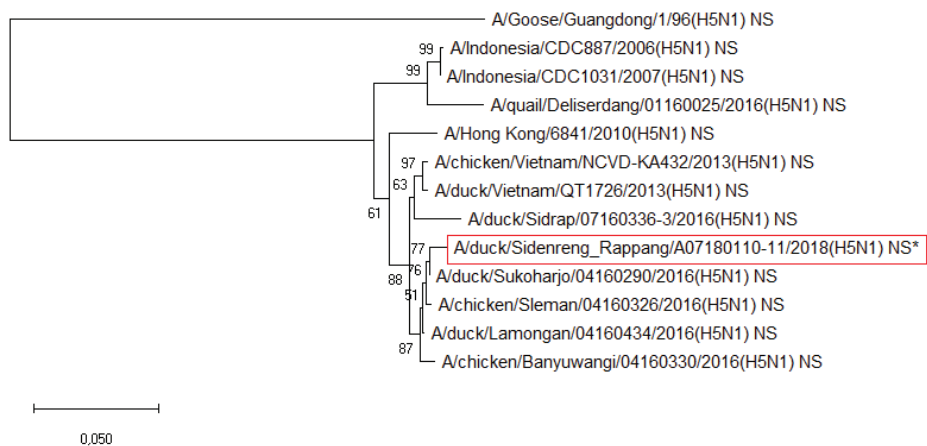 A/Goose/Guangdong/1/96(H5N1) NS
99 A/Indonesia/CDC887/2006(H5N1) NS
99 A/Indonesia/CDC1031/2007(H5N1) NS
A/quail/Deliserdang/01160025/2016(H5N1) NS
A/Hong Kong/6841/2010(H5N1) NS
97 A/chicken/Vietnam/NCVD-KA432/2013(H5N1) NS
63 A/duck/Vietnam/QT1726/2013(H5N1) NS
61 A/duck/Sidrap/07160336-3/2016(H5N1) NS
77 A/duck/Sidenreng_Rappang/A07180110-11/2018(H5N1) NS*
88 76 A/duck/Sukoharjo/04160290/2016(H5N1) NS
51 A/chicken/Sleman/04160326/2016(H5N1) NS
A/duck/Lamongan/04160434/2016(H5N1) NS
87 A/chicken/Banyuwangi/04160330/2016(H5N1) NS
0,050